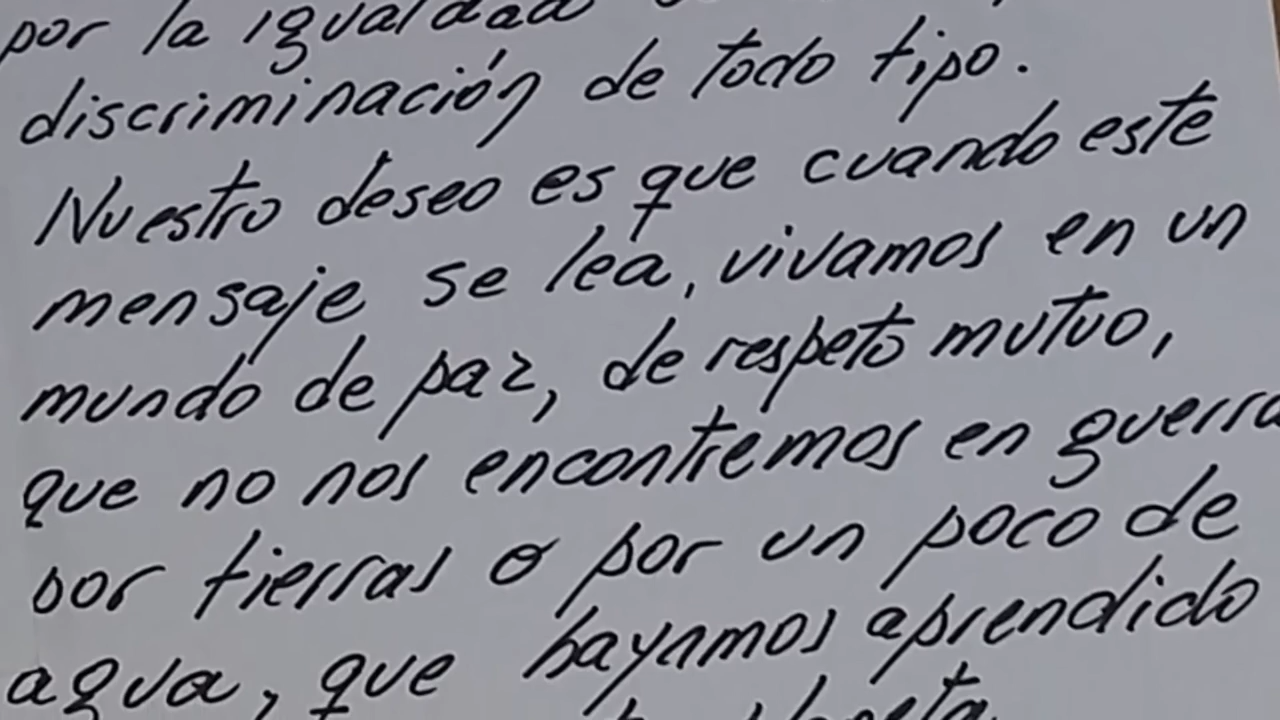 por la igualdad
discriminación de todo tipo.
Nuestro deseo es que cuando este
mensaje se lea, vivamos en un
mundo de paz, de respeto mutuo,
que no nos encontremos en guerra
por tierras o por un poco de
agua, que hayamos aprendido